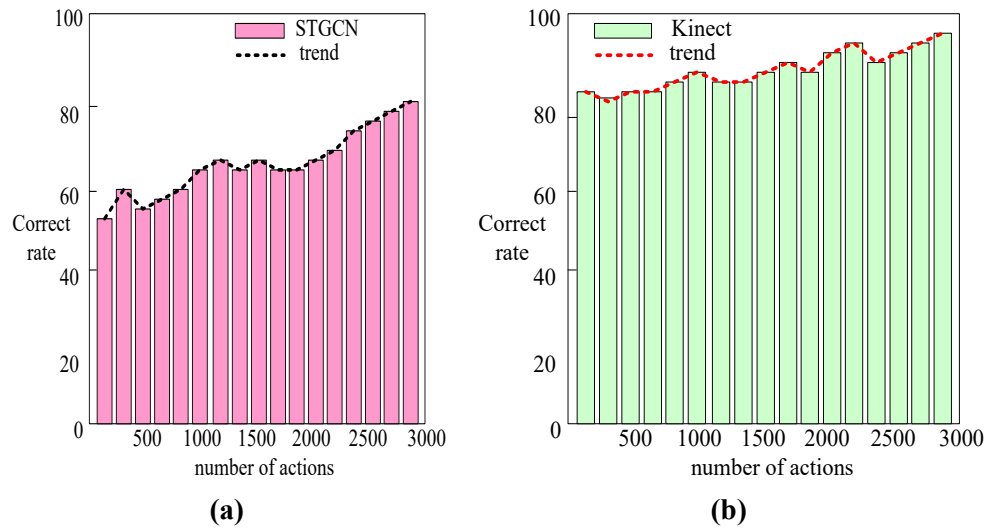 100
STGCN
trend
80
60
Correct
rate
40
20
0
500 1000 1500 2000 2500 3000
number of actions
(a)
100
Kinect
trend
80
60
Correct
rate
40
20
0
500 1000 1500 2000 2500 3000
number of actions
(b)